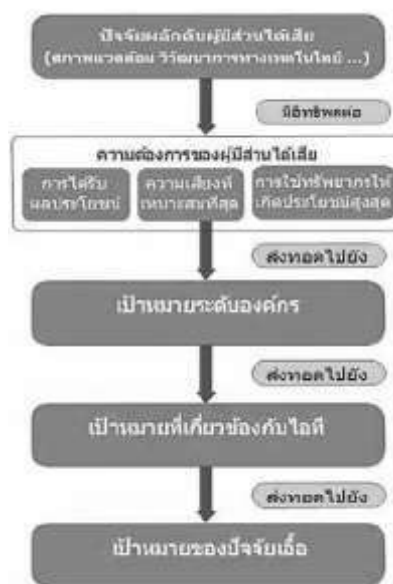 ปัจจัยผลักดันผู้มีส่วนได้เสีย
(สภาพแวดล้อม วิวัฒนาการทางเทคโนโลยี ...)
มีอิทธิพลต่อ
ความต้องการของผู้มีส่วนได้เสีย
การได้รับ
ผลประโยชน์
ความเสี่ยงที่
เหมาะสมที่สุด
การใช้ทรัพยากรให้
เกิดประโยชน์สูงสุด
ส่งทอดไปยัง
เป้าหมายระดับองค์กร
ส่งทอดไปยัง
เป้าหมายที่เกี่ยวข้องกับไอที
ส่งทอดไปยัง
เป้าหมายของปัจจัยเอื้อ